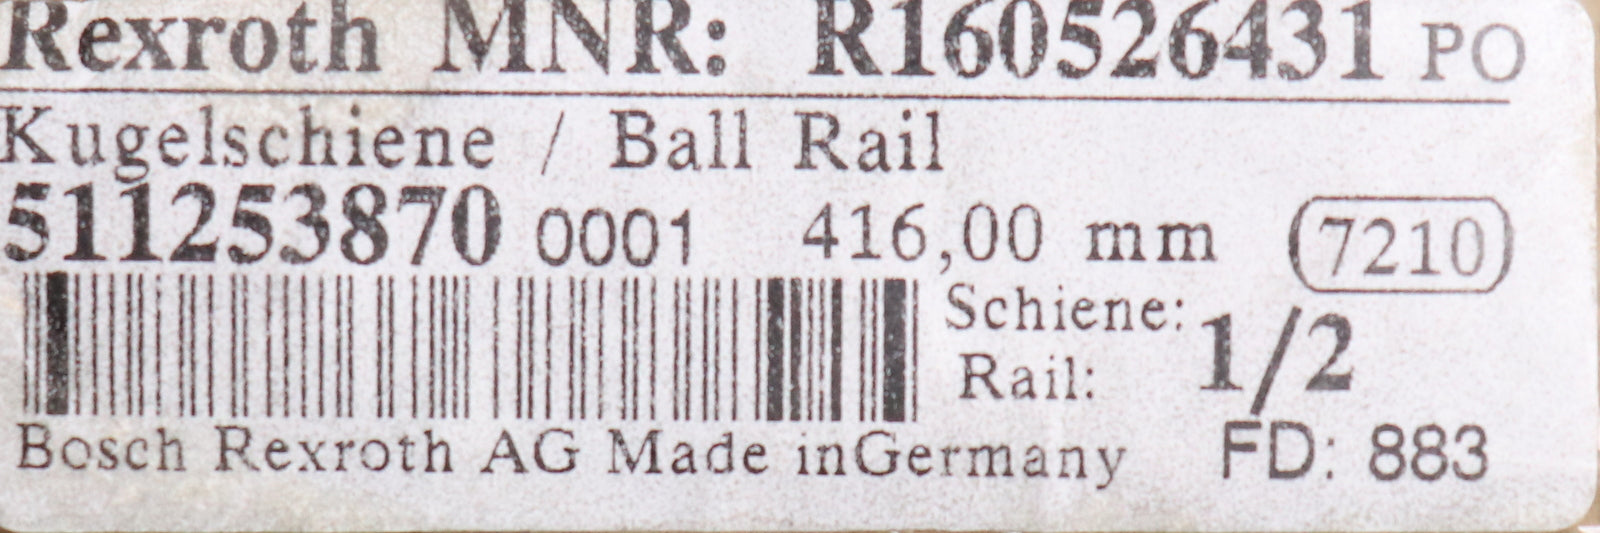 Rexroth MNR: R160526431 PO
Kugelschiene / Ball Rail
511253870 0001 416,00 mm 7210
Schiene: 1/2
Rail:
Bosch Rexroth AG Made inGermany FD: 883